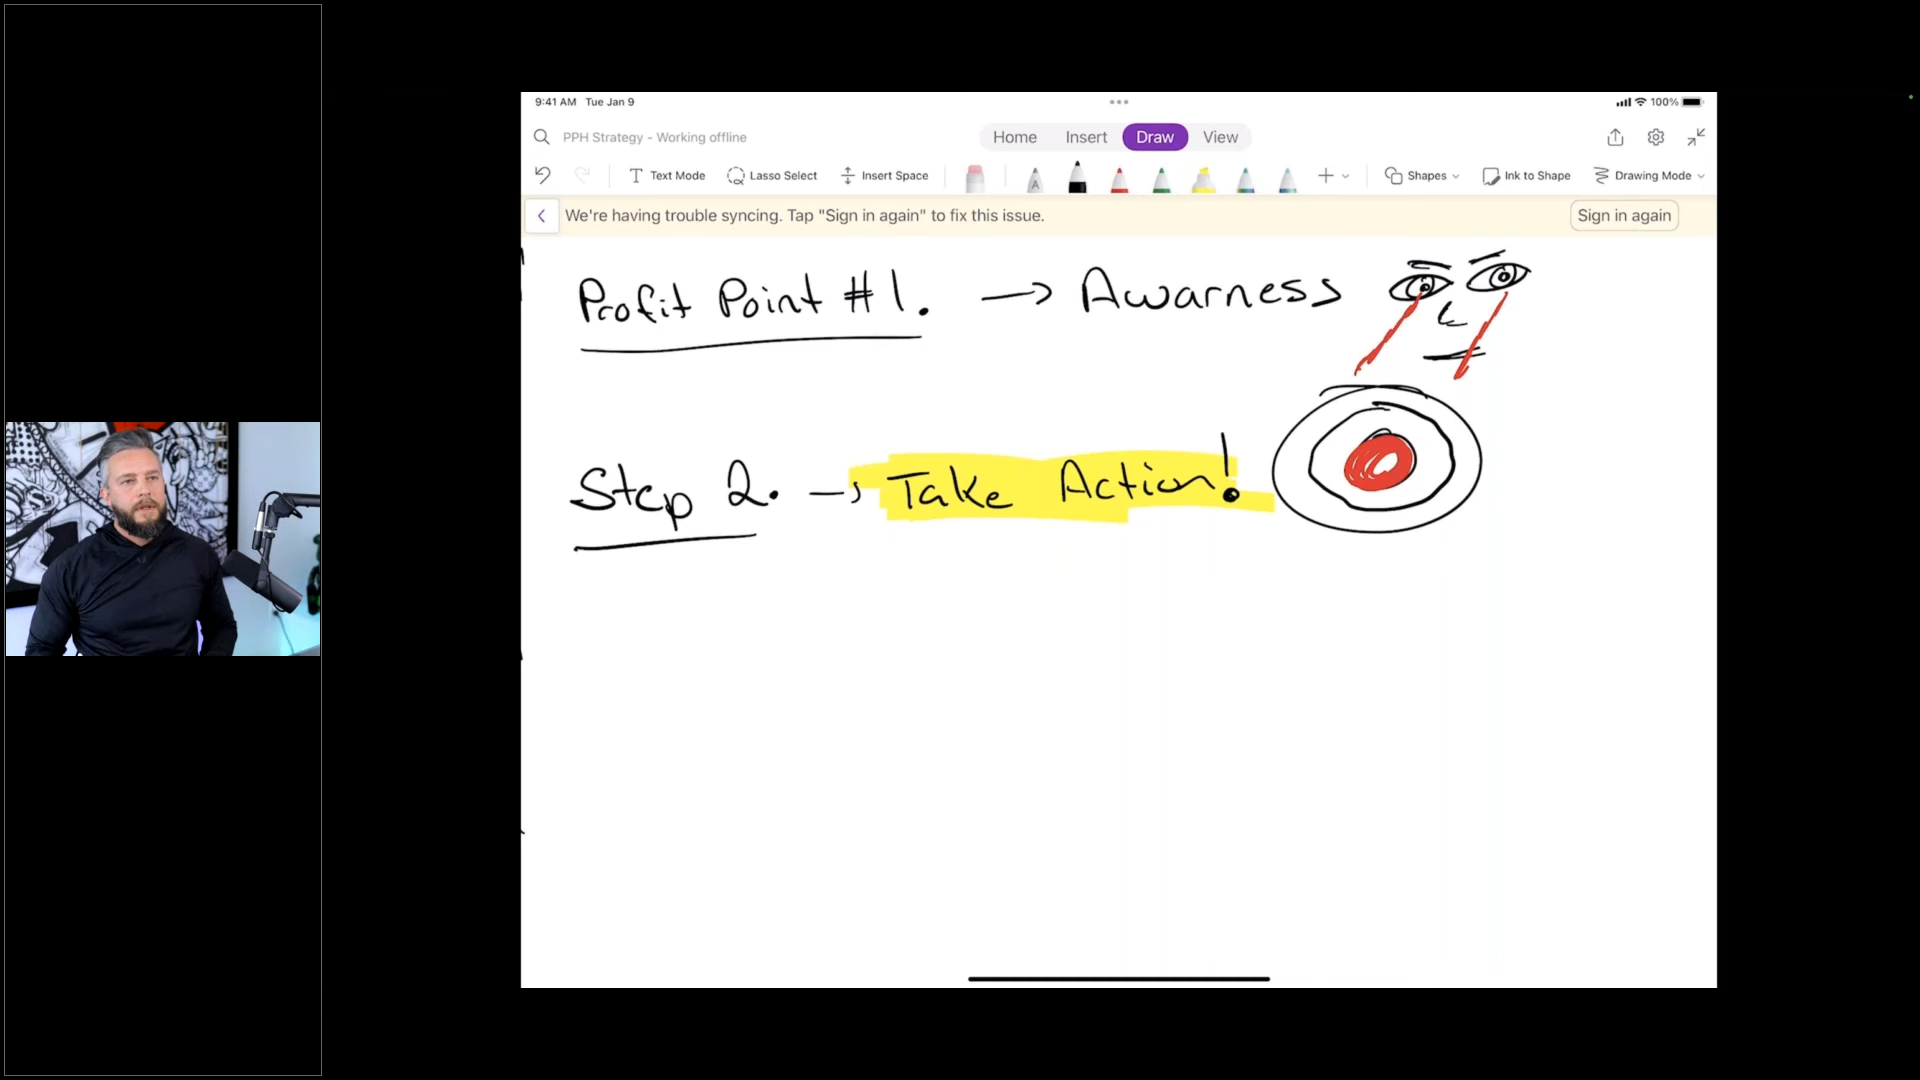 9:41 AM Tue Jan 9
100%
PPH Strategy - Working offline
Home Insert Draw View
Text Mode Lasso Select Insert Space A Shapes Ink to Shape Drawing Mode
We're having trouble syncing. Tap "Sign in again" to fix this issue. Sign in again
Profit Point #1. → Awarness
Step 2. → Take Action!